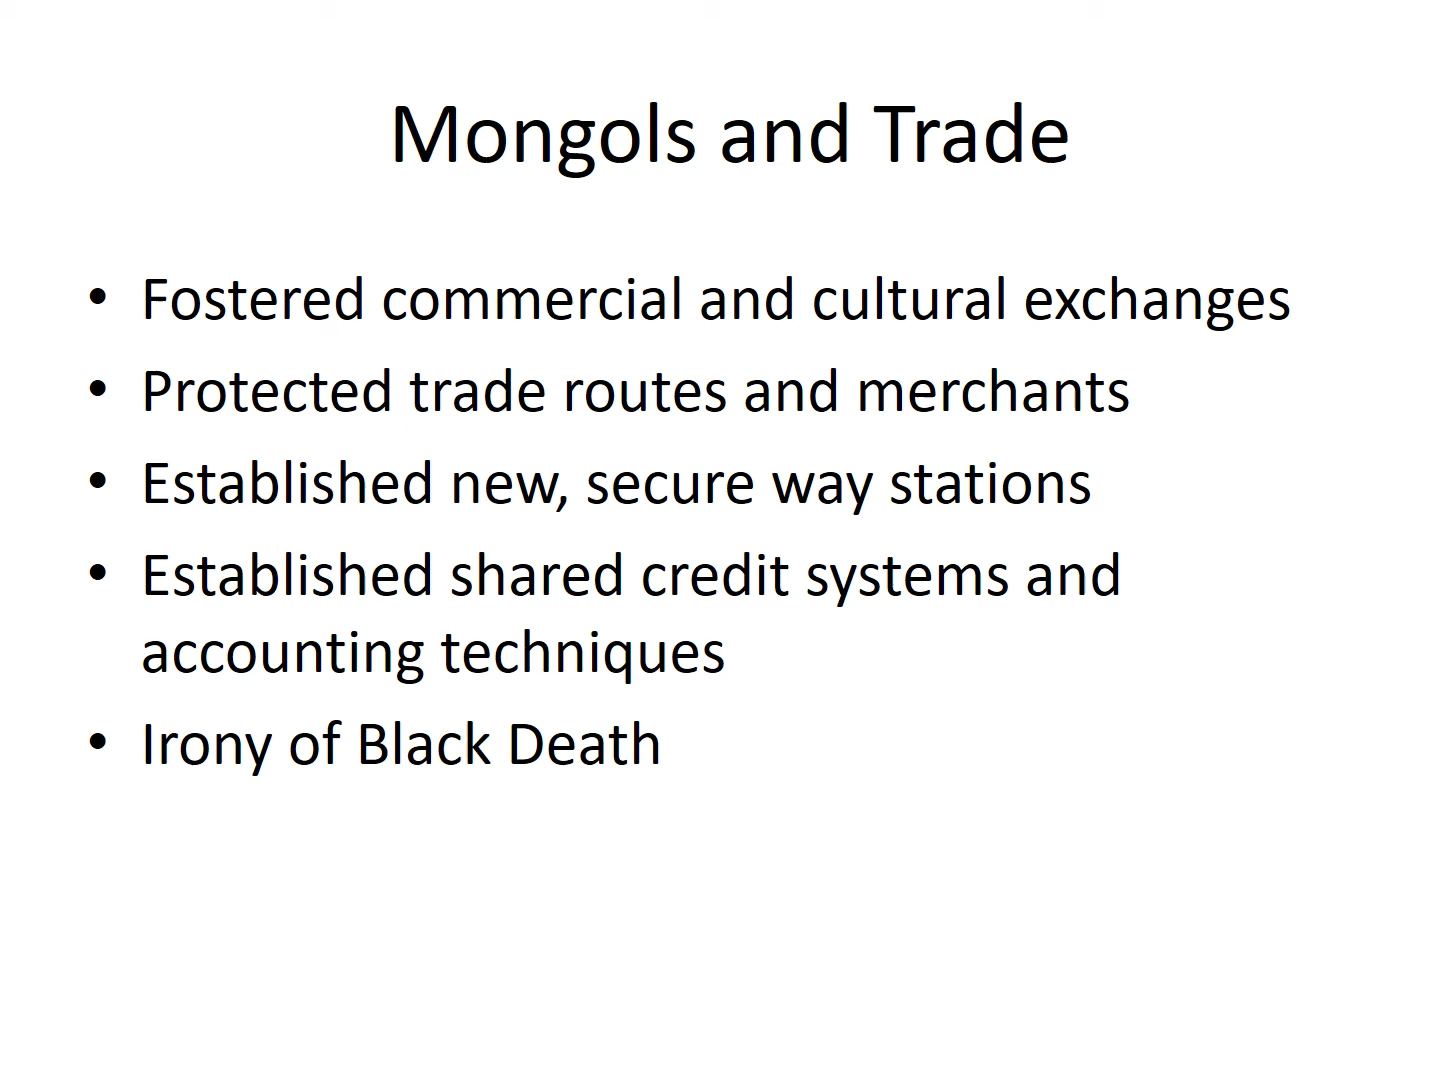 Mongols and Trade
• Fostered commercial and cultural exchanges
• Protected trade routes and merchants
• Established new, secure way stations
• Established shared credit systems and
accounting techniques
• Irony of Black Death